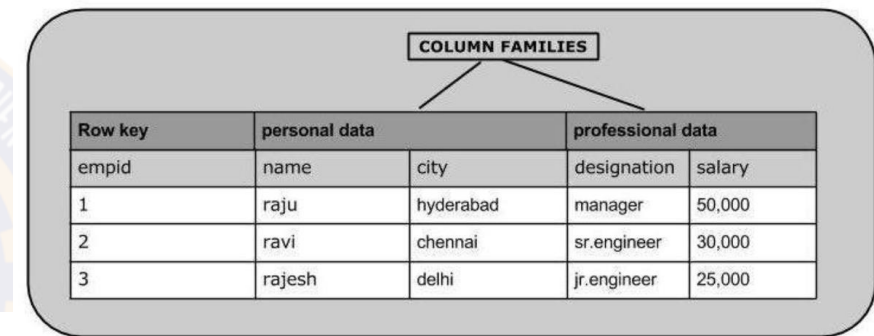 COLUMN FAMILIES
Row key personal data professional data
empid name city designation salary
1 raju hyderabad manager 50,000
2 ravi chennai sr.engineer 30,000
3 rajesh delhi jr.engineer 25,000